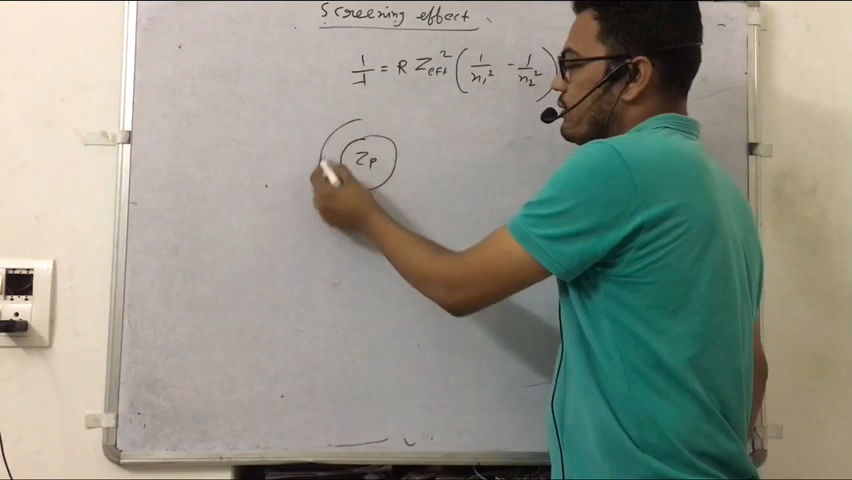 Screening effect
1/λ = R Zeff² (1/n₁² - 1/n₂²)
Zp